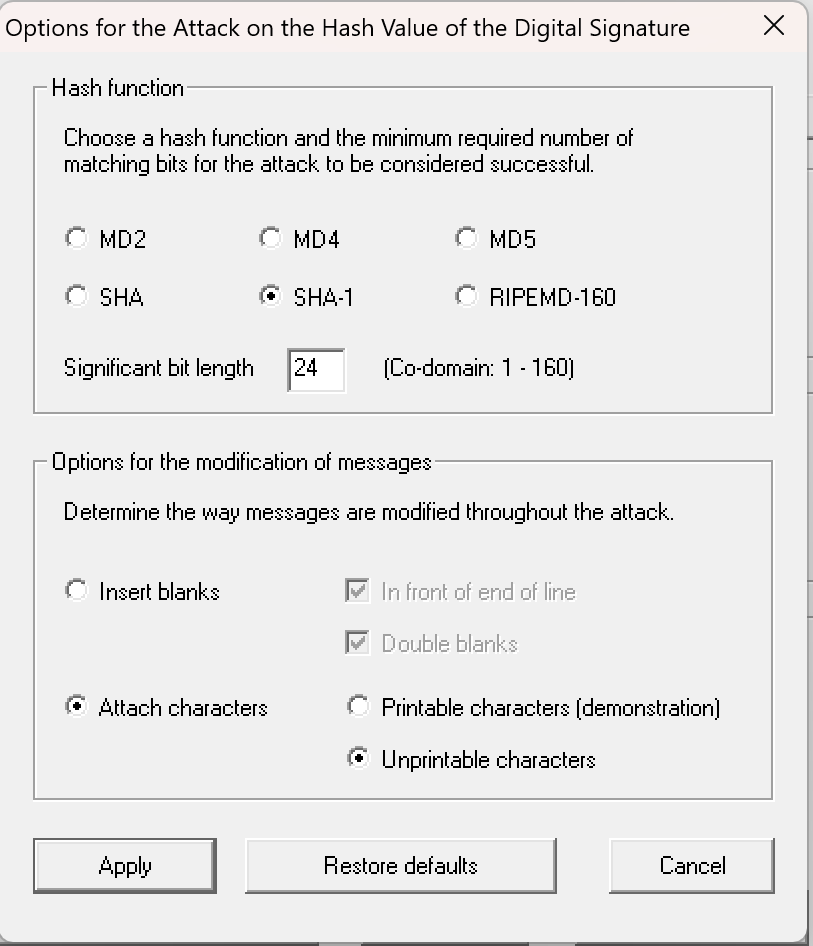 Options for the Attack on the Hash Value of the Digital Signature
Hash function
Choose a hash function and the minimum required number of
matching bits for the attack to be considered successful.
MD2 MD4 MD5
SHA SHA-1 RIPEMD-160
Significant bit length 24 (Co-domain: 1 - 160)
Options for the modification of messages
Determine the way messages are modified throughout the attack.
Insert blanks In front of end of line
Double blanks
Attach characters Printable characters (demonstration)
Unprintable characters
Apply Restore defaults Cancel